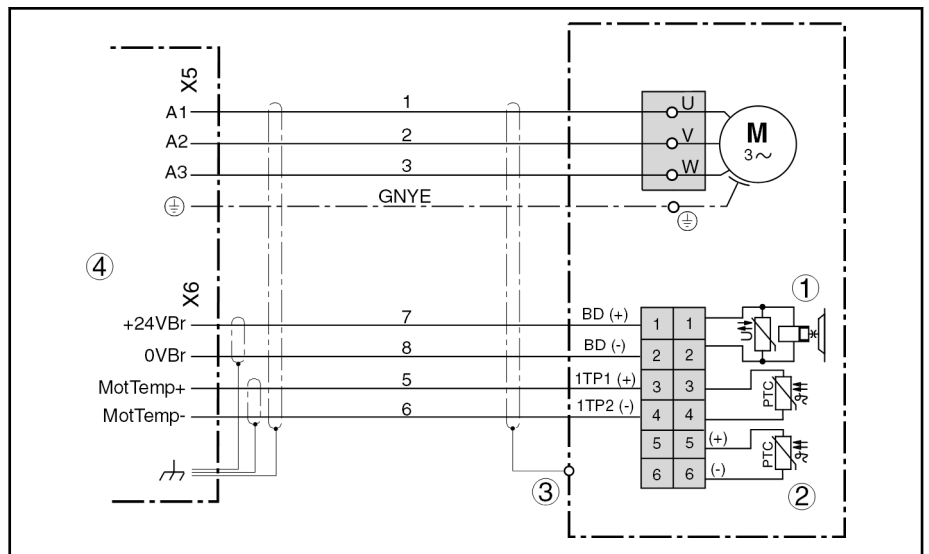 X5
A1 1 U
A2 2 V
A3 3 W
GNYE
M
3~
④
X6
①
+24VBr 7 BD (+) 1 1
U
0VBr 8 BD (-) 2 2
MotTemp+ 5 1TP1 (+) 3 3
PTC
ϑ
MotTemp- 6 1TP2 (-) 4 4
5 5 (+)
PTC
ϑ
6 6 (-)
③
②